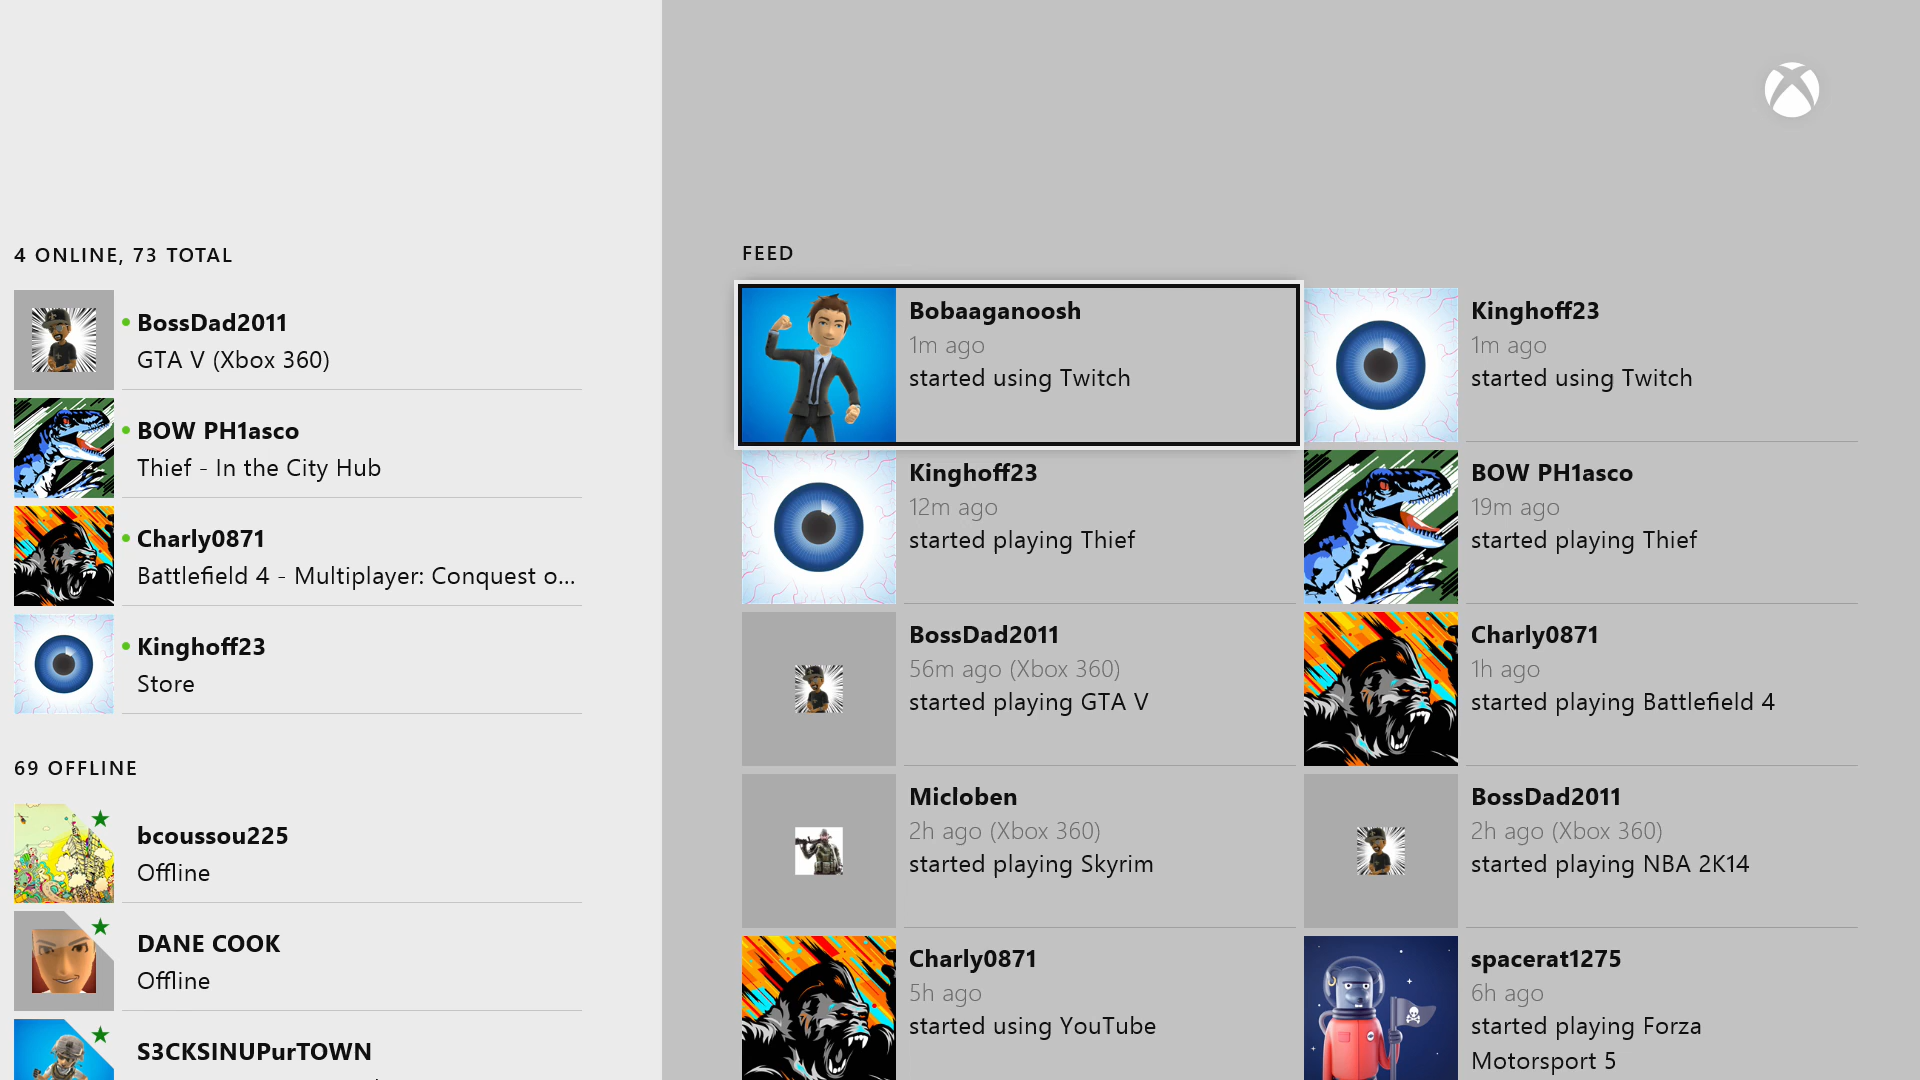 4 ONLINE, 73 TOTAL
BossDad2011
GTA V (Xbox 360)
BOW PH1asco
Thief - In the City Hub
Charly0871
Battlefield 4 - Multiplayer: Conquest o...
Kinghoff23
Store
69 OFFLINE
bcoussou225
Offline
DANE COOK
Offline
S3CKSINUPurTOWN
FEED
Bobaaganoosh
1m ago
started using Twitch
Kinghoff23
1m ago
started using Twitch
Kinghoff23
12m ago
started playing Thief
BOW PH1asco
19m ago
started playing Thief
BossDad2011
56m ago (Xbox 360)
started playing GTA V
Charly0871
1h ago
started playing Battlefield 4
Micloben
2h ago (Xbox 360)
started playing Skyrim
BossDad2011
2h ago (Xbox 360)
started playing NBA 2K14
Charly0871
5h ago
started using YouTube
spacerat1275
6h ago
started playing Forza
Motorsport 5